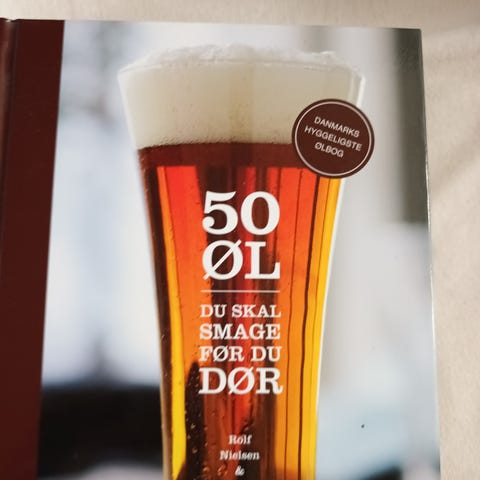 DANMARKS
HYGGELIGSTE
ØLBOG
50
ØL
DU SKAL
SMAGE
FØR DU
DØR
Rolf
Nielsen
&